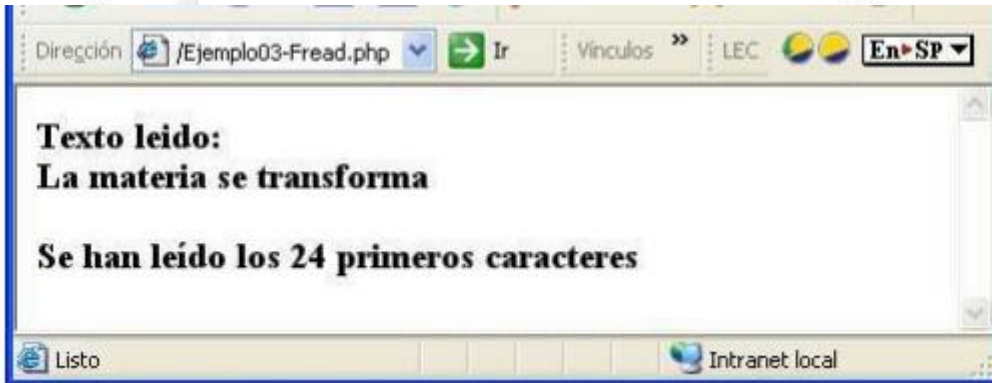 Dirección /Ejemplo03-Fread.php Ir Vínculos » LEC En▸SP
Texto leido:
La materia se transforma
Se han leído los 24 primeros caracteres
Listo Intranet local